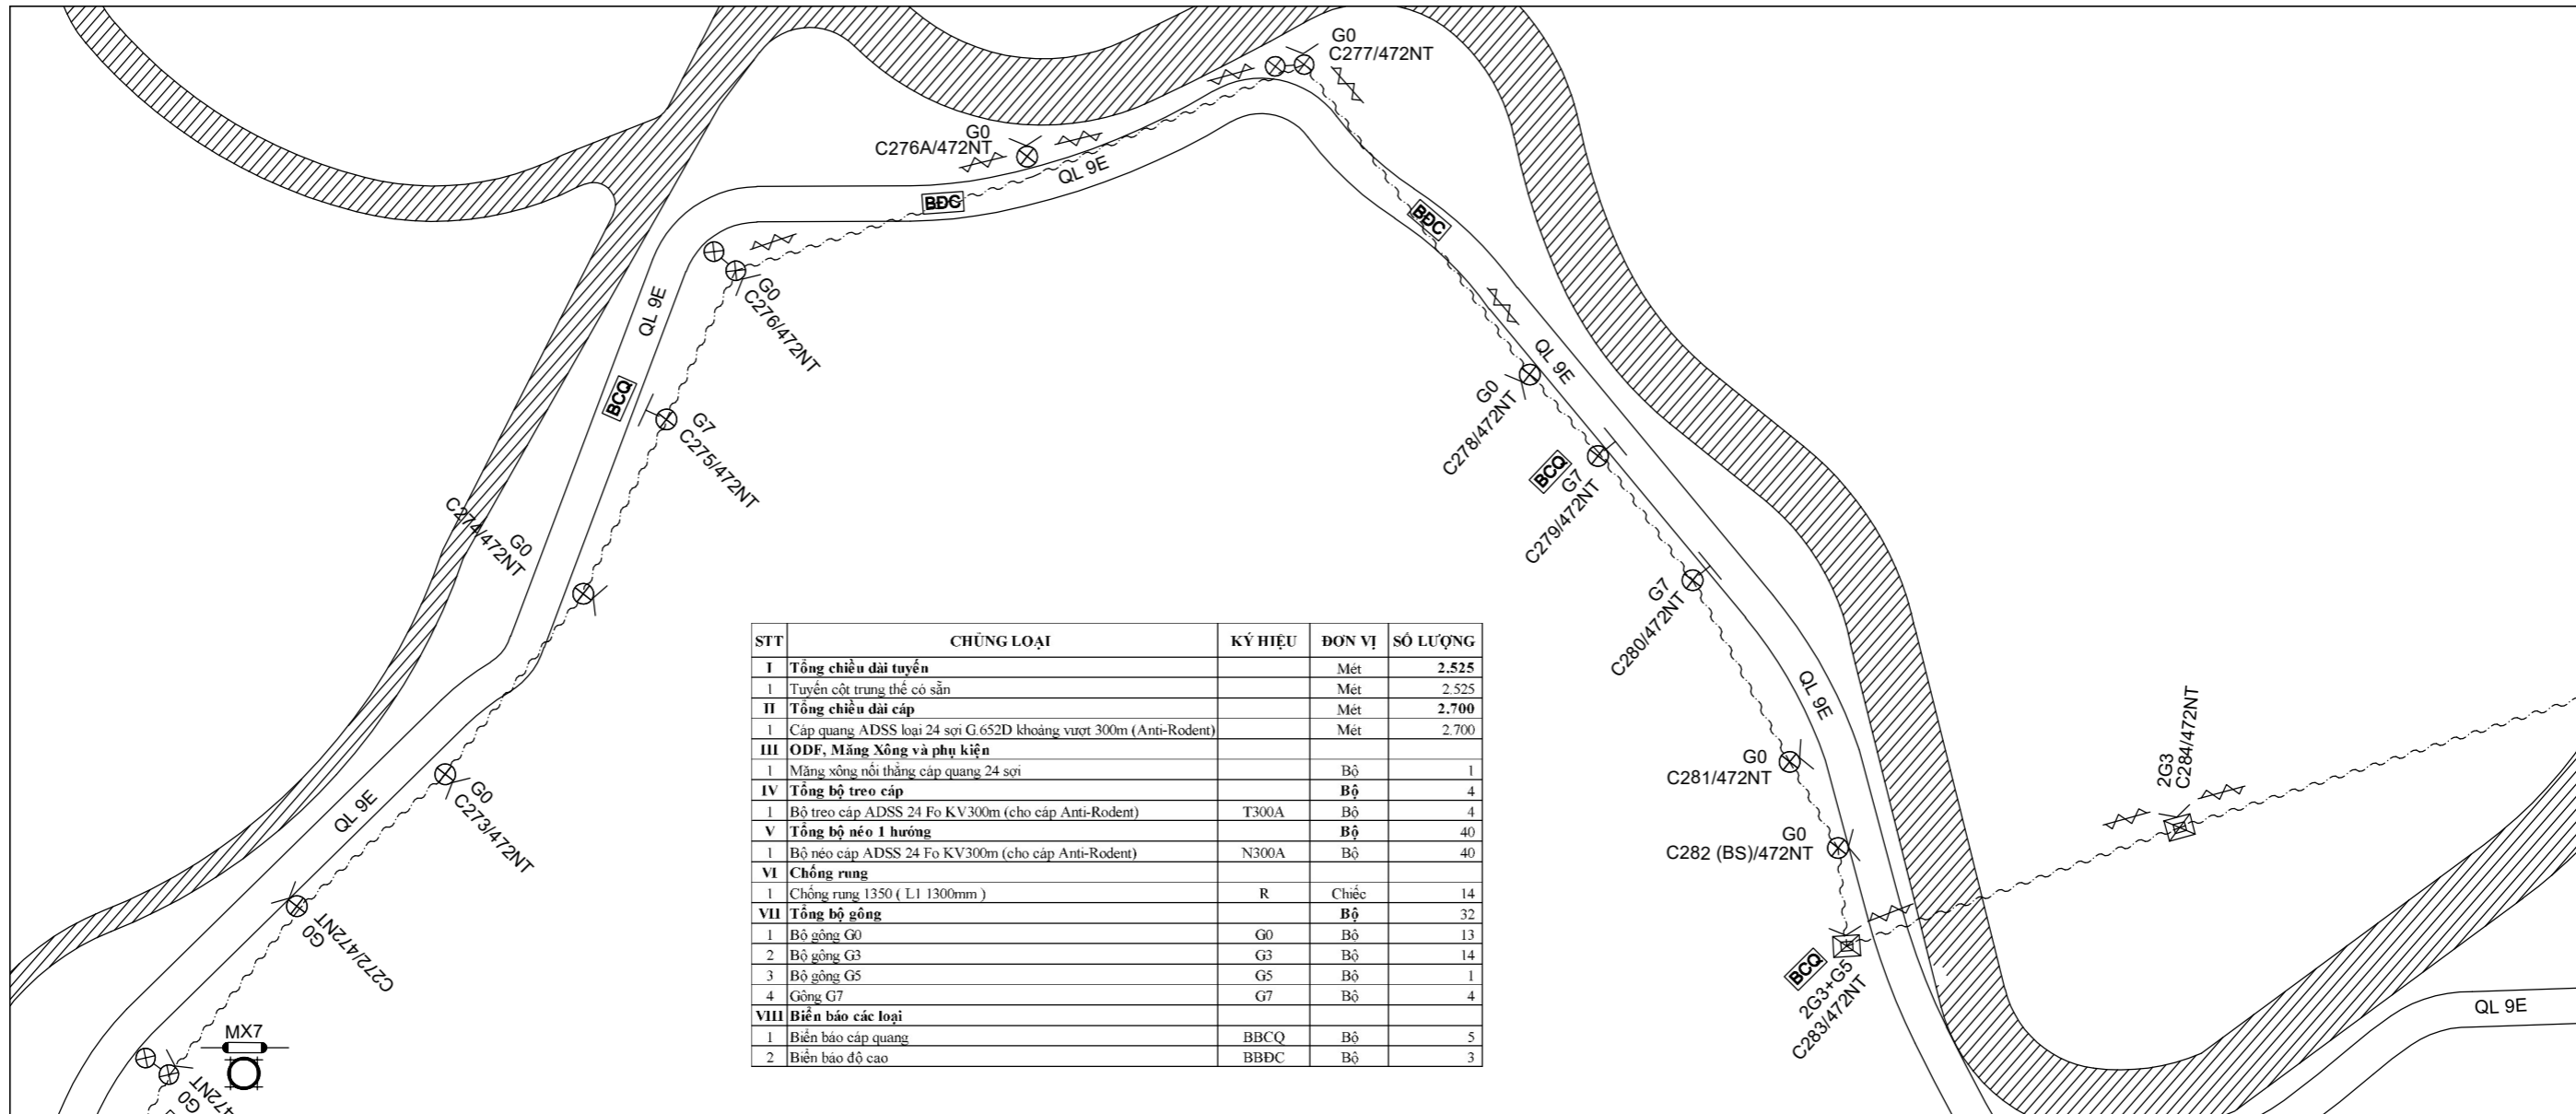 G0
C277/472NT
G0
C276A/472NT
QL 9E
BĐC
BĐC
G0
C276/472NT
QL 9E
BCQ
G7
C275/472NT
G0
C274/472NT
QL 9E
G0
C278/472NT
BCQ
G7
C279/472NT
G7
C280/472NT
QL 9E
G0
C281/472NT
G0
C282 (BS)/472NT
2G3
C284/472NT
BCQ
2G3+G5
C283/472NT
QL 9E
QL 9E
G0
C273/472NT
G0
C272/472NT
MX7
G0
472NT
STT CHỦNG LOẠI KÝ HIỆU ĐƠN VỊ SỐ LƯỢNG
I Tổng chiều dài tuyến Mét 2.525
1 Tuyến cột trung thế có sẵn Mét 2.525
II Tổng chiều dài cáp Mét 2.700
1 Cáp quang ADSS loại 24 sợi G.652D khoảng vượt 300m (Anti-Rodent) Mét 2.700
III ODF, Măng Xông và phụ kiện
1 Măng xông nối thẳng cáp quang 24 sợi Bộ 1
IV Tổng bộ treo cáp Bộ 4
1 Bộ treo cáp ADSS 24 Fo KV300m (cho cáp Anti-Rodent) T300A Bộ 4
V Tổng bộ néo 1 hướng Bộ 40
1 Bộ néo cáp ADSS 24 Fo KV300m (cho cáp Anti-Rodent) N300A Bộ 40
VI Chống rung
1 Chống rung 1350 ( L1 1300mm ) R Chiếc 14
VII Tổng bộ gông Bộ 32
1 Bộ gông G0 G0 Bộ 13
2 Bộ gông G3 G3 Bộ 14
3 Bộ gông G5 G5 Bộ 1
4 Gông G7 G7 Bộ 4
VIII Biển báo các loại
1 Biển báo cáp quang BBCQ Bộ 5
2 Biển báo độ cao BBĐC Bộ 3